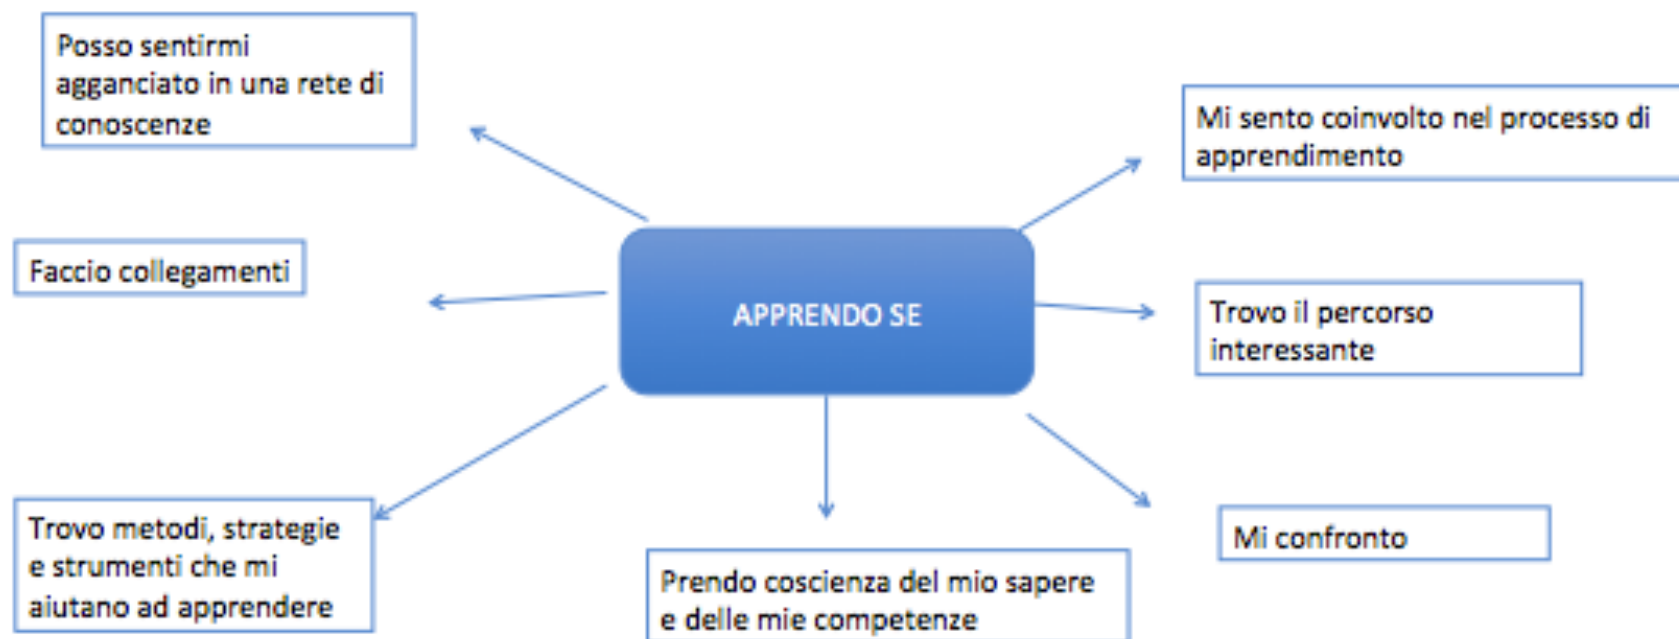 Posso sentirmi
agganciato in una rete di
conoscenze
Mi sento coinvolto nel processo di
apprendimento
Faccio collegamenti
APPRENDO SE
Trovo il percorso
interessante
Trovo metodi, strategie
e strumenti che mi
aiutano ad apprendere
Prendo coscienza del mio sapere
e delle mie competenze
Mi confronto